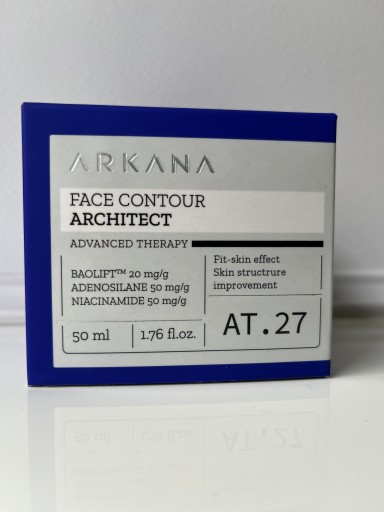 ARKANA
FACE CONTOUR
ARCHITECT
ADVANCED THERAPY
BAOLIFT™ 20 mg/g
ADENOSILANE 50 mg/g
NIACINAMIDE 50 mg/g
Fit-skin effect
Skin structrure
improvement
50 ml
1.76 fl.oz.
AT.27